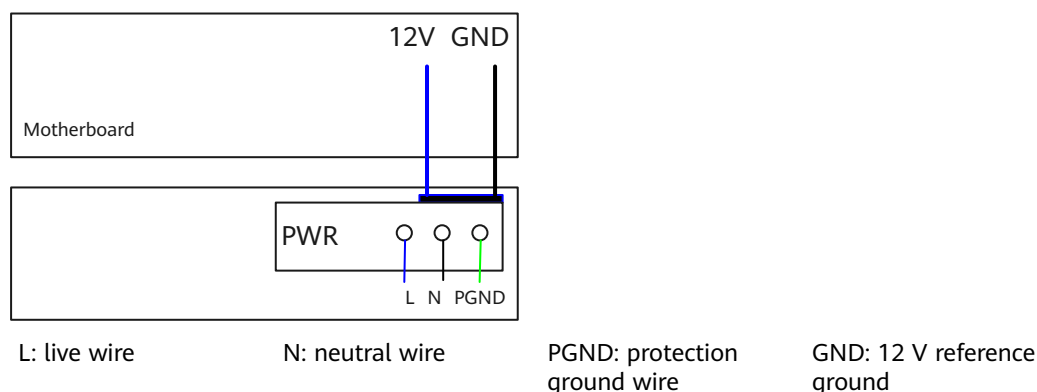 12V GND
Motherboard
PWR
L N PGND
L: live wire
N: neutral wire
PGND: protection
ground wire
GND: 12 V reference
ground